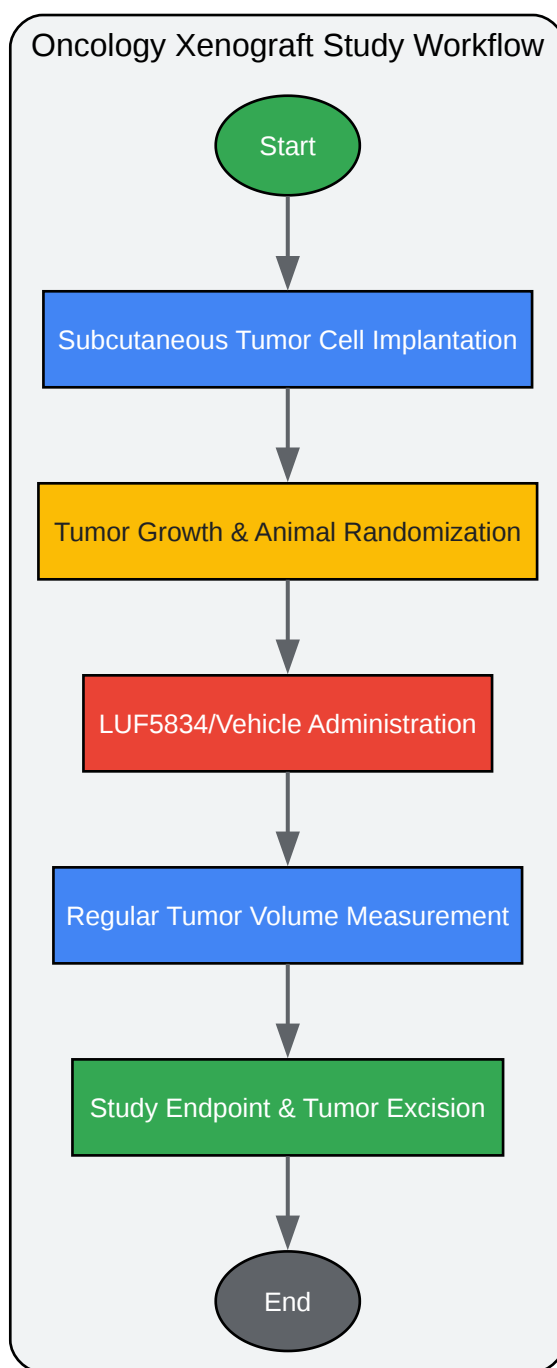 Oncology Xenograft Study Workflow
Start
Subcutaneous Tumor Cell Implantation
Tumor Growth & Animal Randomization
LUF5834/Vehicle Administration
Regular Tumor Volume Measurement
Study Endpoint & Tumor Excision
End